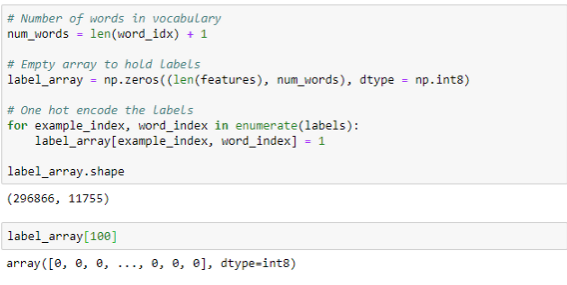 # Number of words in vocabulary
num_words = len(word_idx) + 1
# Empty array to hold labels
label_array = np.zeros((len(features), num_words), dtype = np.int8)
# One hot encode the labels
for example_index, word_index in enumerate(labels):
    label_array[example_index, word_index] = 1
label_array.shape
(296866, 11755)
label_array[100]
array([0, 0, 0, ..., 0, 0, 0], dtype=int8)